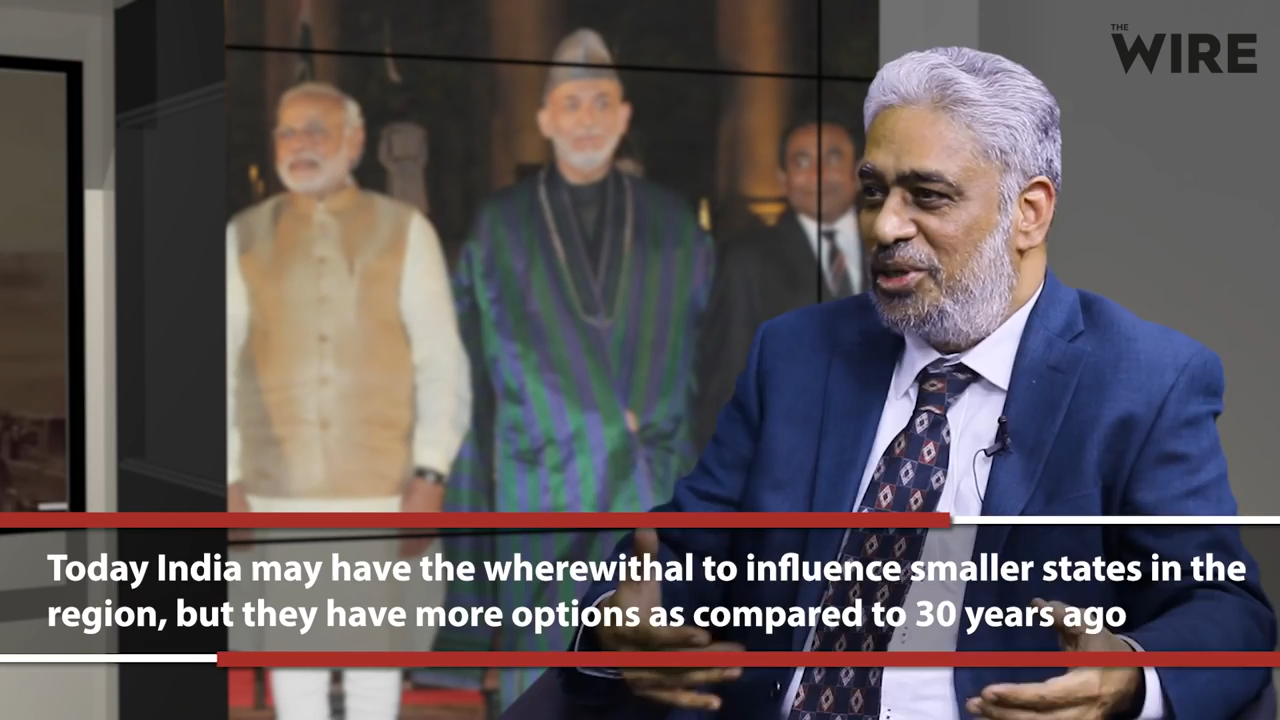 THE
WIRE
Today India may have the wherewithal to influence smaller states in the
region, but they have more options as compared to 30 years ago